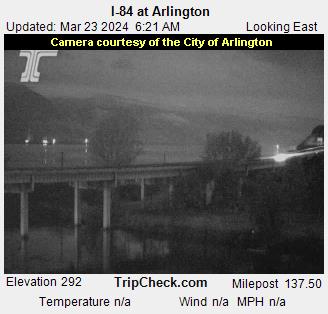 I-84 at Arlington
Updated: Mar 23 2024 6:21 AM Looking East
Camera courtesy of the City of Arlington
Elevation 292 TripCheck.com Milepost 137.50
Temperature n/a Wind n/a MPH n/a